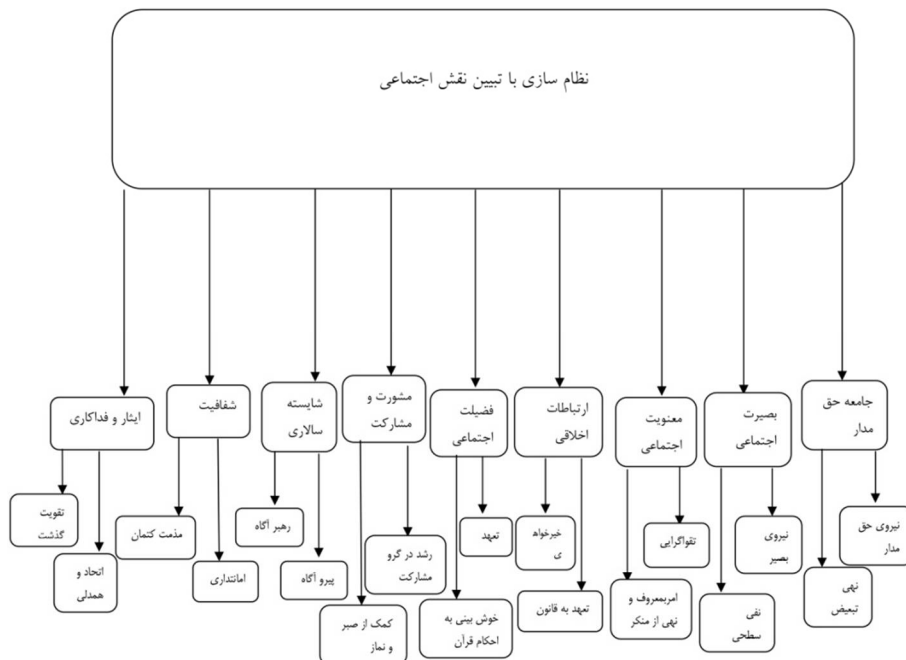 نظام سازی با تبیین نقش اجتماعی
جامعه حق
مدار
بصیرت
اجتماعی
معنویت
اجتماعی
ارتباطات
اخلاقی
فضیلت
اجتماعی
مشورت و
مشارکت
شایسته
سالاری
شفافیت
ایثار و فداکاری
نیروی حق
مدار
نهی
تبعیض
نیروی
بصیر
نفی
سطحی
تقواگرایی
امربمعروف و
نهی از منکر
خیرخواه
ی
تعهد به قانون
تعهد
خوش بینی به
احکام قرآن
رشد در گرو
مشارکت
کمک از صبر
و نماز
رهبر آگاه
پیرو آگاه
مذمت کتمان
امانتداری
تقویت
گذشت
اتحاد و
همدلی